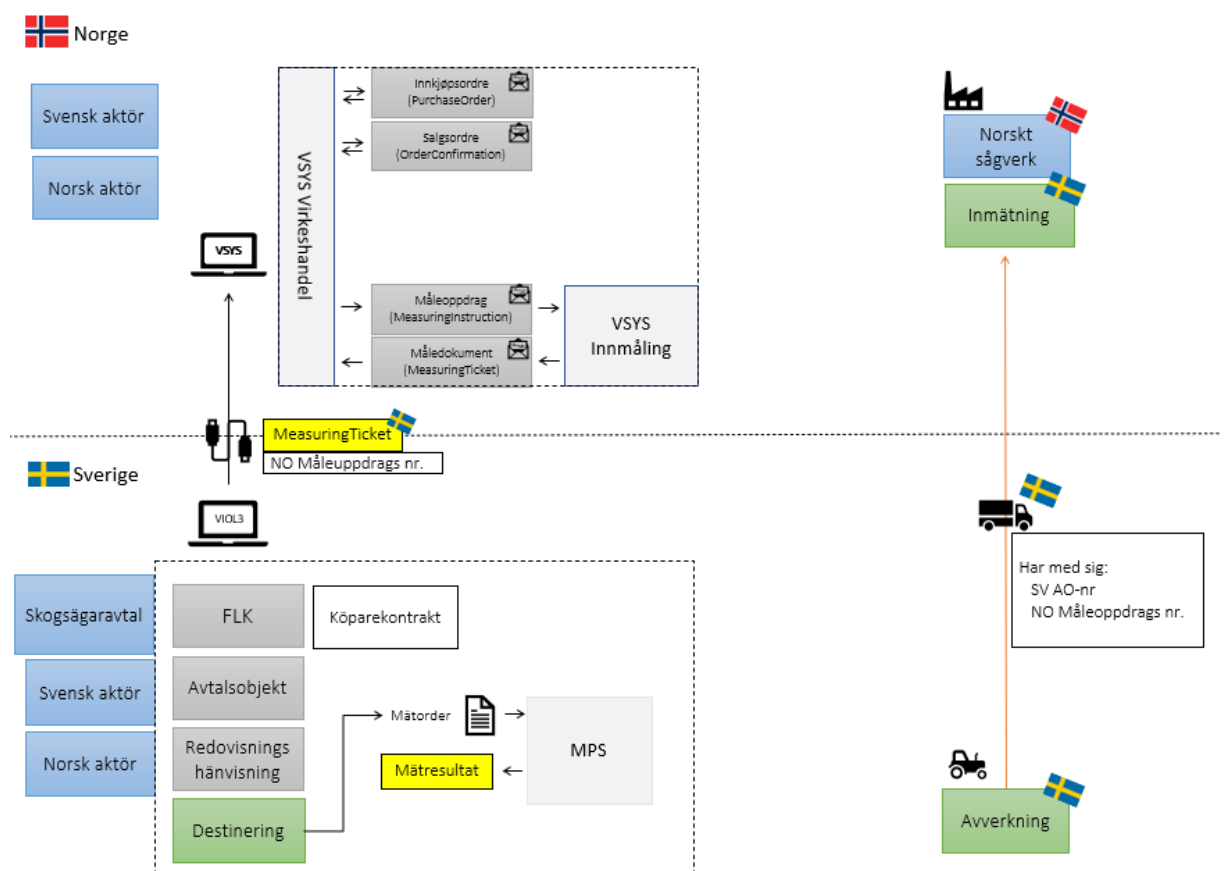 Norge
Svensk aktör
Norsk aktör
VSYS
VSYS Virkeshandel
Innkjøpsordre
(PurchaseOrder)
Salgsordre
(OrderConfirmation)
Måleoppdrag
(MeasuringInstruction)
Måledokument
(MeasuringTicket)
VSYS
Innmåling
Norskt
sågverk
Inmätning
MeasuringTicket
NO Måleuppdrags nr.
Sverige
VIOL3
Skogsägaravtal
Svensk aktör
Norsk aktör
FLK
Köparekontrakt
Avtalsobjekt
Redovisnings
hänvisning
Destinering
Mätorder
Mätresultat
MPS
Har med sig:
SV AO-nr
NO Måleoppdrags nr.
Avverkning